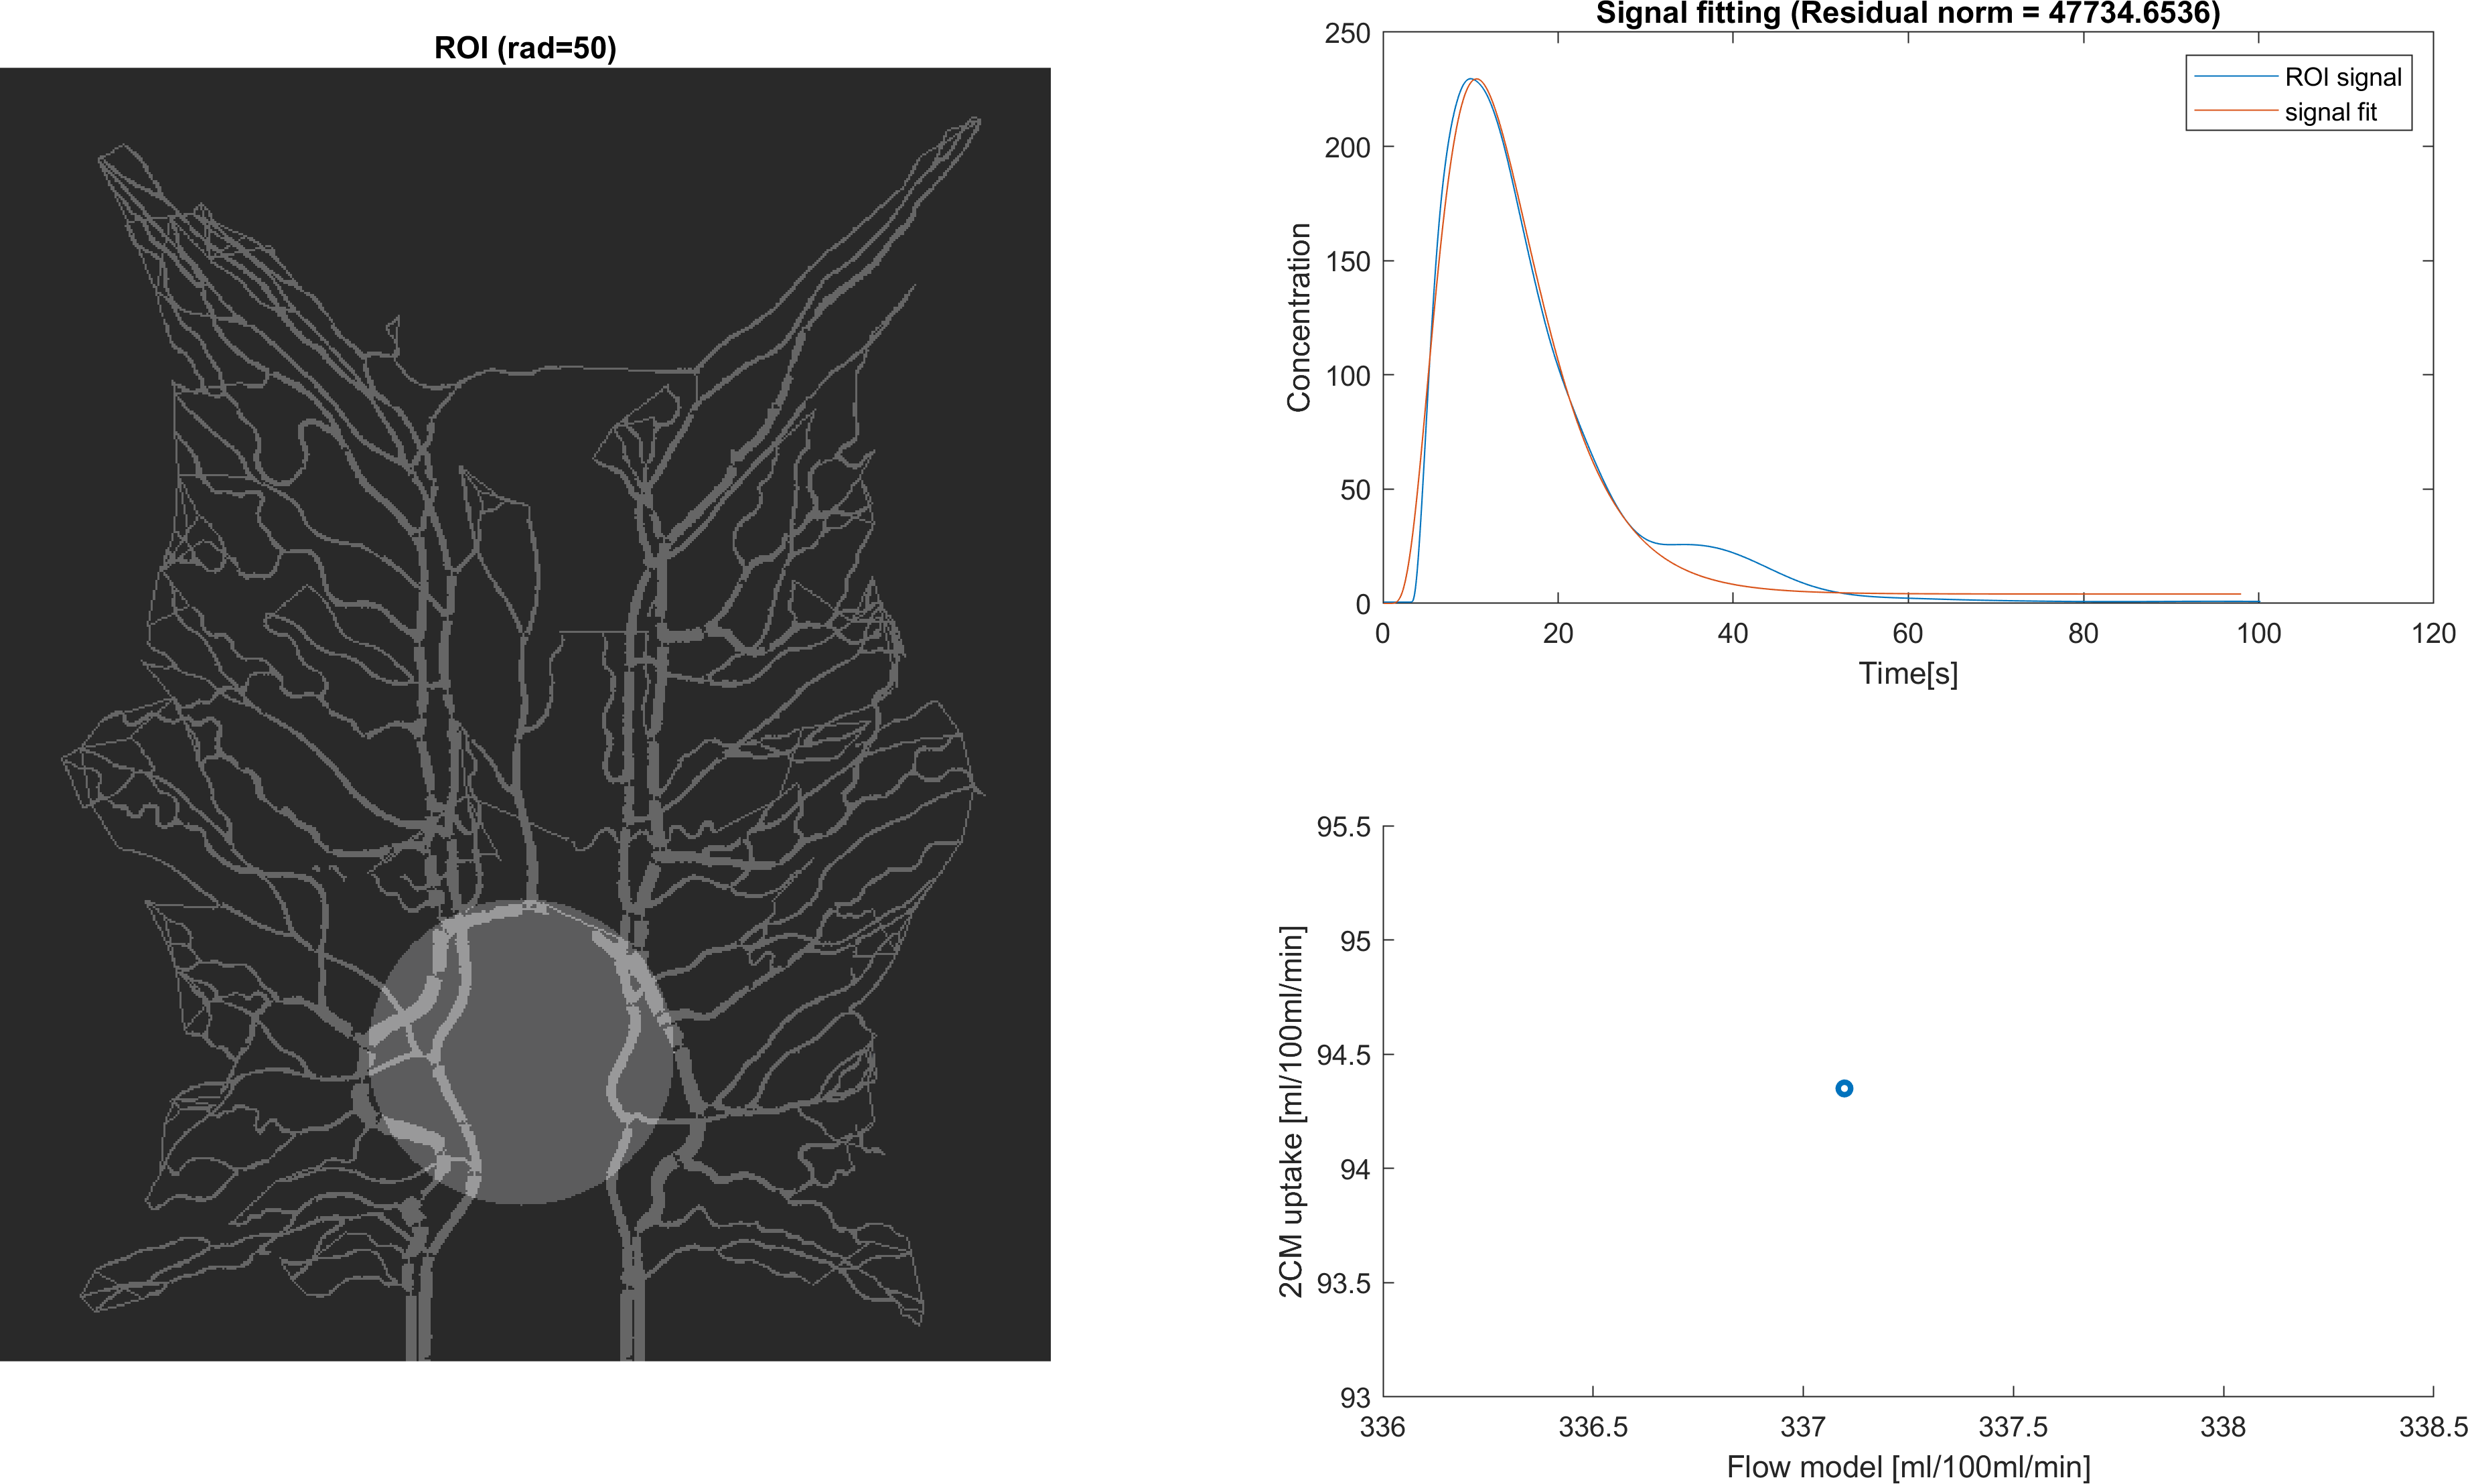 ROI (rad=50)
Signal fitting (Residual norm = 47734.6536)
250
200
150
100
50
0
Concentration
ROI signal
signal fit
0 20 40 60 80 100 120
Time[s]
95.5
95
94.5
94
93.5
93
2CM uptake [ml/100ml/min]
336 336.5 337 337.5 338 338.5
Flow model [ml/100ml/min]